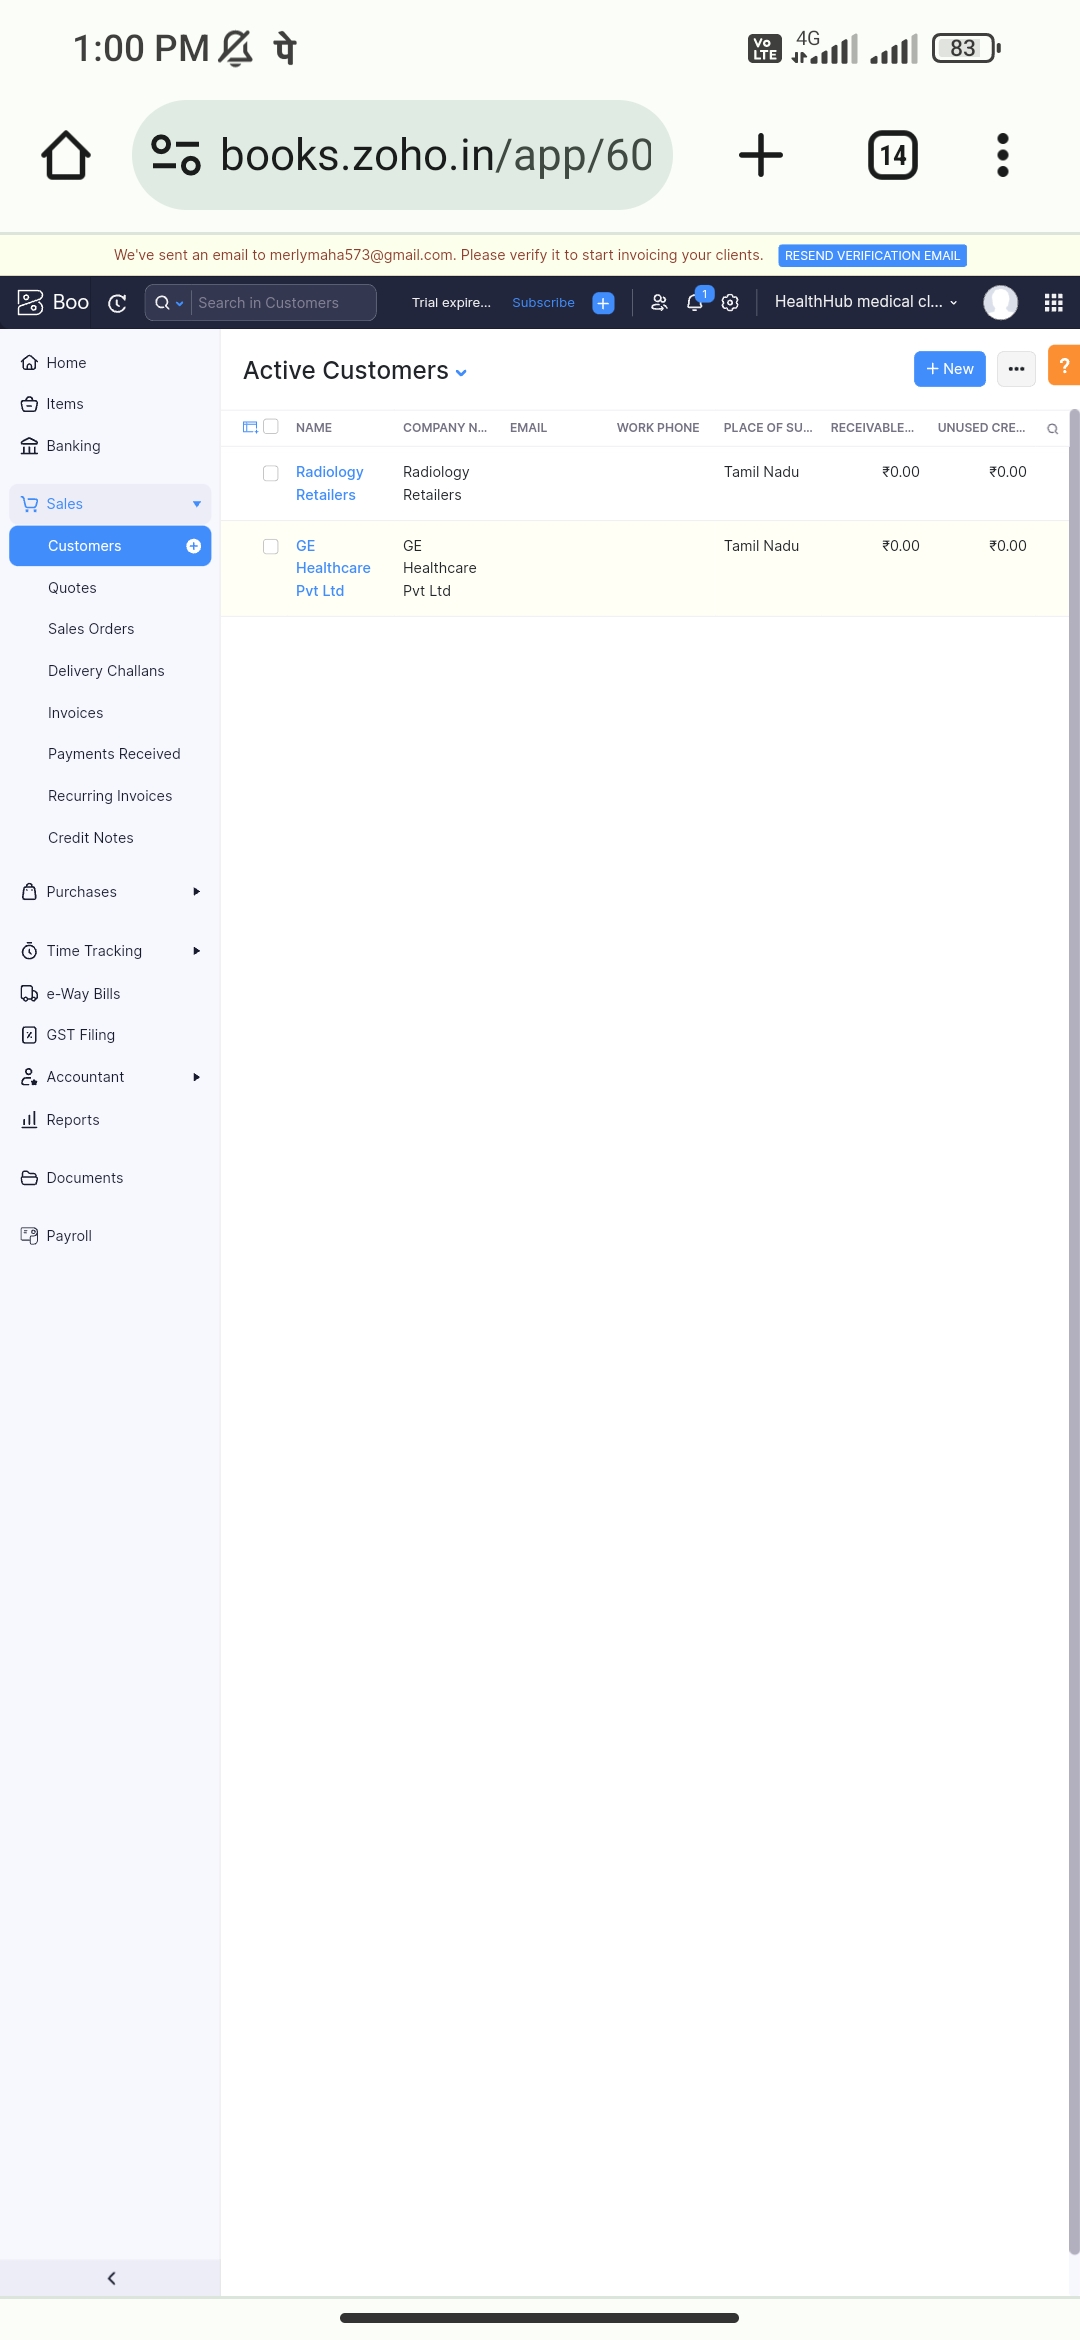 1:00 PM पे Vo LTE 4G 83
books.zoho.in/app/60 14
We've sent an email to merlymaha573@gmail.com. Please verify it to start invoicing your clients. RESEND VERIFICATION EMAIL
Boo Search in Customers Trial expire... Subscribe 1 HealthHub medical cl...
Home
Items
Banking
Sales
Customers
Quotes
Sales Orders
Delivery Challans
Invoices
Payments Received
Recurring Invoices
Credit Notes
Purchases
Time Tracking
e-Way Bills
GST Filing
Accountant
Reports
Documents
Payroll
Active Customers + New ••• ?
NAME COMPANY N... EMAIL WORK PHONE PLACE OF SU... RECEIVABLE... UNUSED CRE...
Radiology Radiology Tamil Nadu ₹0.00 ₹0.00
Retailers Retailers
GE GE Tamil Nadu ₹0.00 ₹0.00
Healthcare Healthcare
Pvt Ltd Pvt Ltd